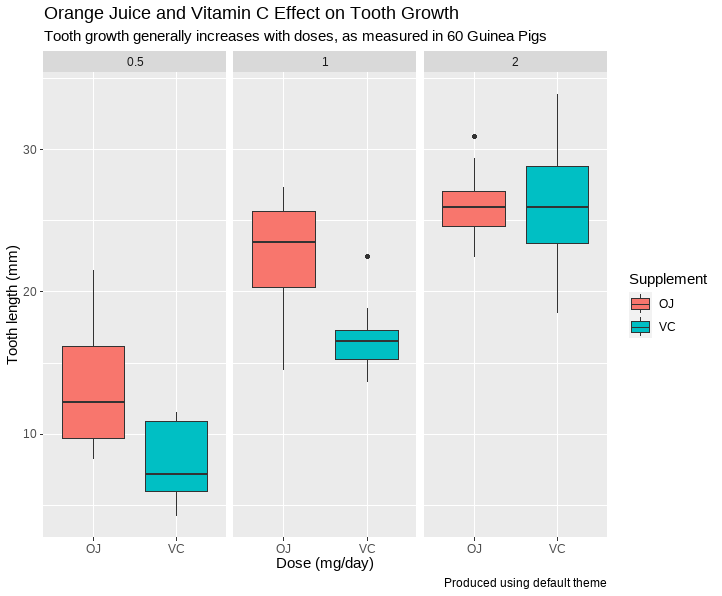 Orange Juice and Vitamin C Effect on Tooth Growth
Tooth growth generally increases with doses, as measured in 60 Guinea Pigs
0.5 1 2
Tooth length (mm)
30
20
10
OJ VC OJ VC OJ VC
Dose (mg/day)
Supplement
OJ
VC
Produced using default theme